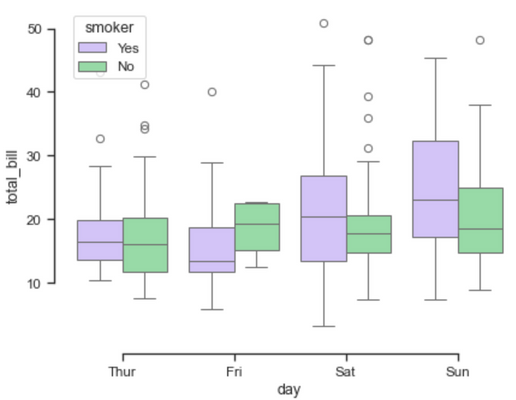 smoker
Yes
No
total_bill
50
40
30
20
10
Thur Fri Sat Sun
day